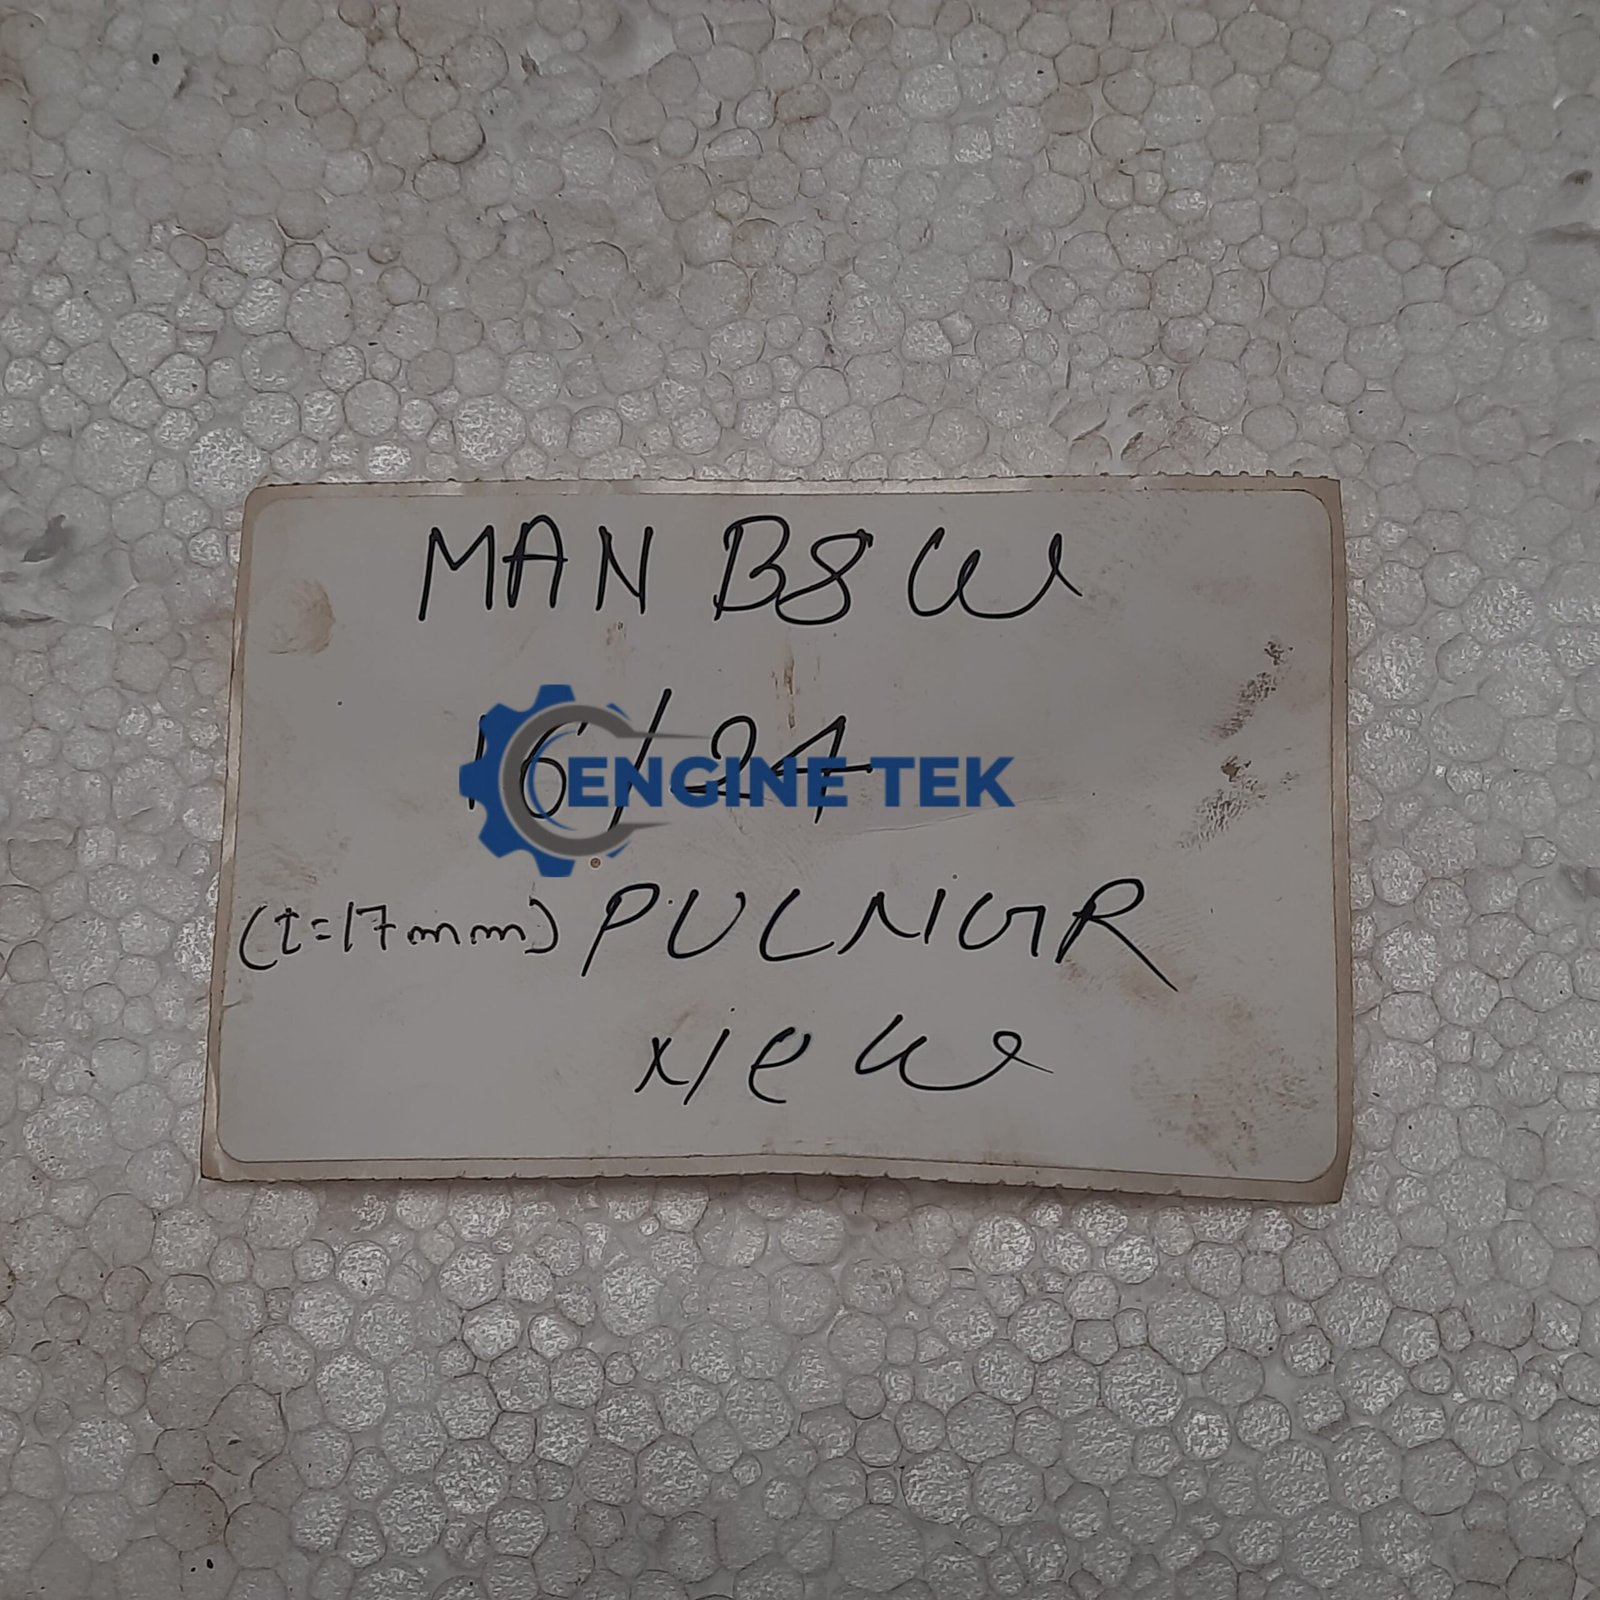 MAN B&W
16/24
ENGINE TEK
(t=17mm) PULNGR
New